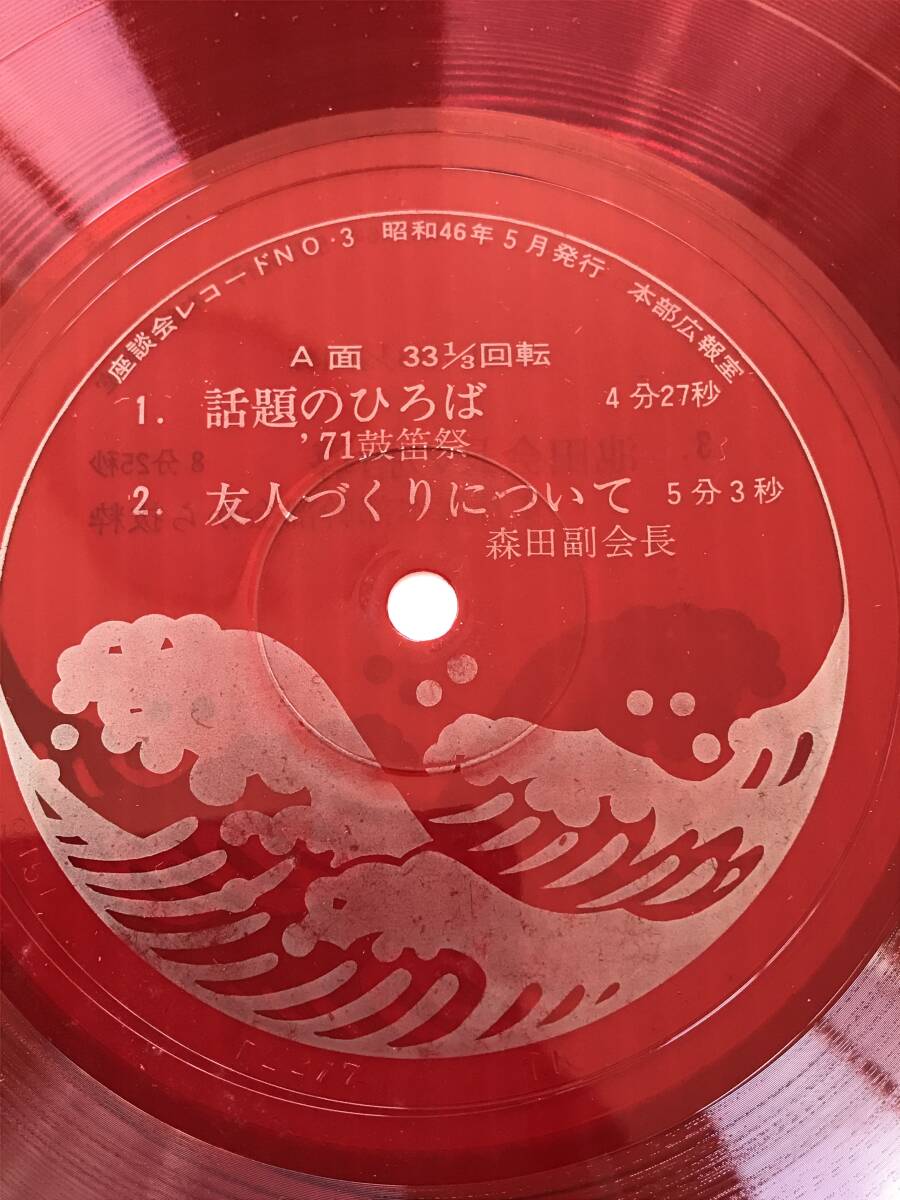 座談会レコードNO・3 昭和46年5月発行 本部広報室
A面 33⅓回転
1. 話題のひろば 4分27秒
'71鼓笛祭
2. 友人づくりについて 5分3秒
森田副会長